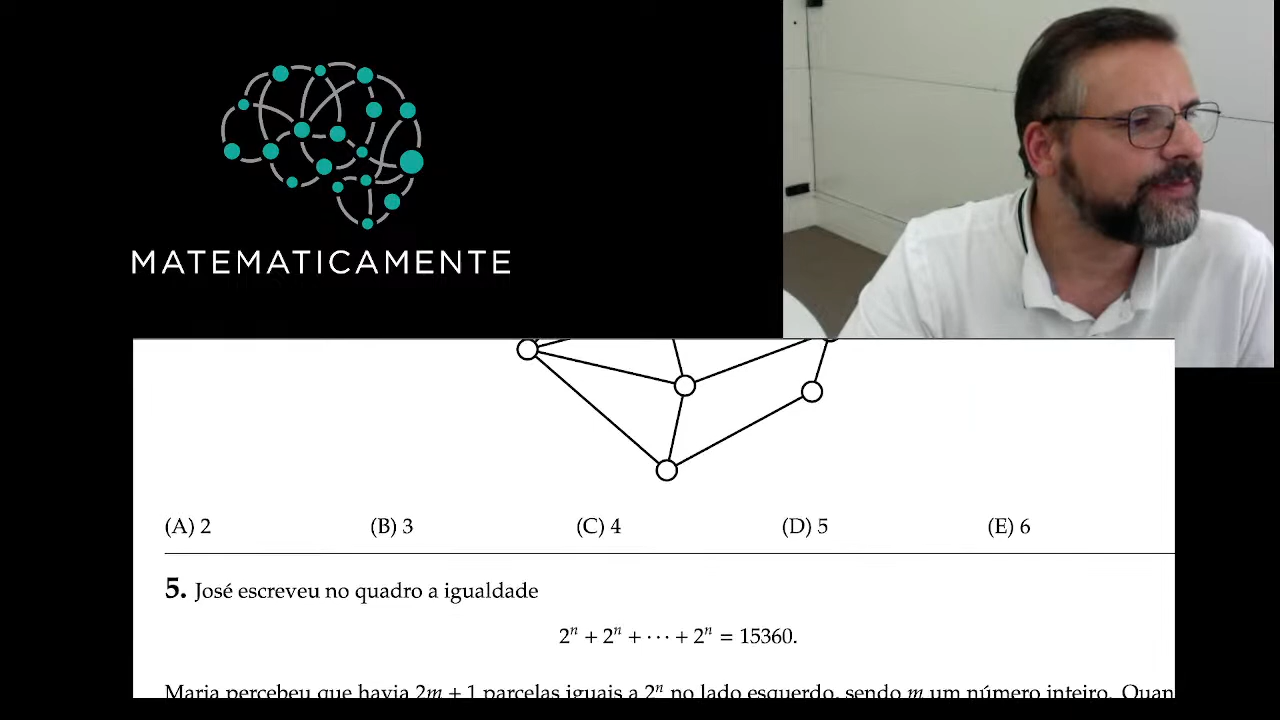 MATEMATICAMENTE
(A) 2 (B) 3 (C) 4 (D) 5 (E) 6
5. José escreveu no quadro a igualdade
2ⁿ + 2ⁿ + ··· + 2ⁿ = 15360.
Maria percebeu que havia 2m + 1 parcelas iguais a 2ⁿ no lado esquerdo, sendo m um número inteiro. Quan